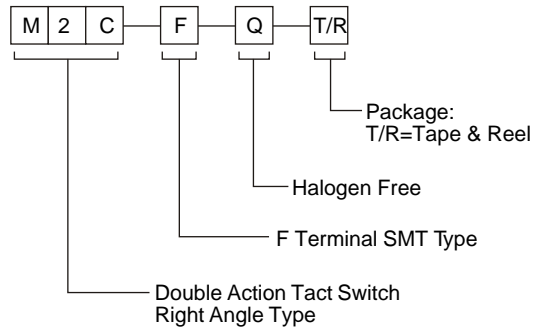 M 2 C F Q T/R
Package:
T/R=Tape & Reel
Halogen Free
F Terminal SMT Type
Double Action Tact Switch
Right Angle Type